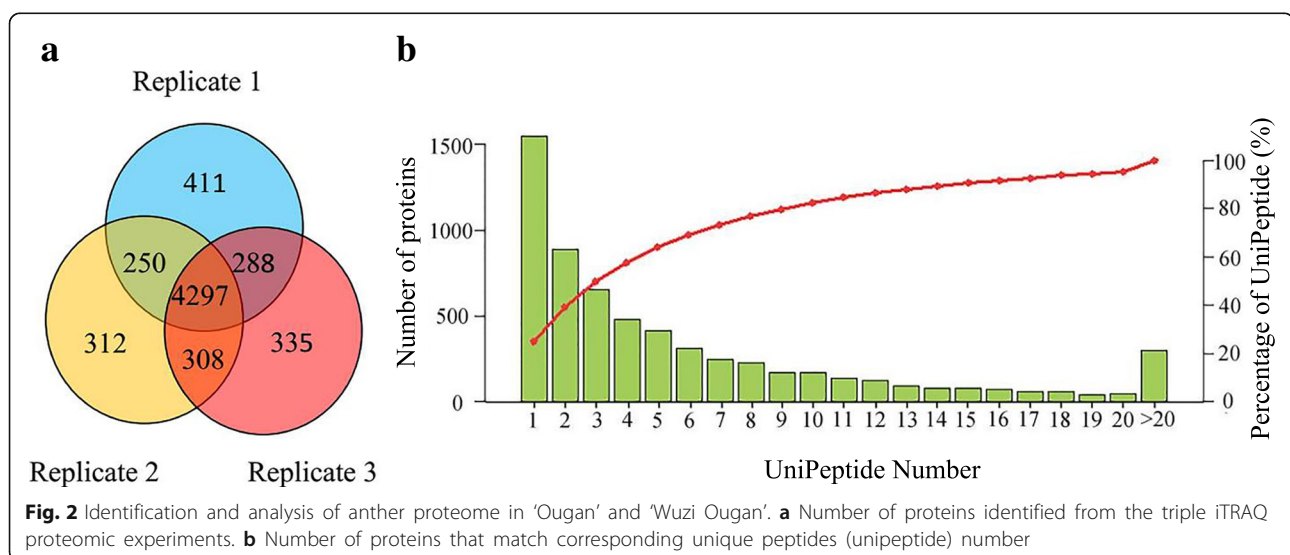 a
Replicate 1
411
250
288
4297
312
308
335
Replicate 2
Replicate 3
b
Number of proteins
1500
1000
500
0
100
80
60
40
20
0
Percentage of UniPeptide (%)
1 2 3 4 5 6 7 8 9 10 11 12 13 14 15 16 17 18 19 20 >20
UniPeptide Number
Fig. 2 Identification and analysis of anther proteome in ‘Ougan’ and ‘Wuzi Ougan’. a Number of proteins identified from the triple iTRAQ
proteomic experiments. b Number of proteins that match corresponding unique peptides (unipeptide) number